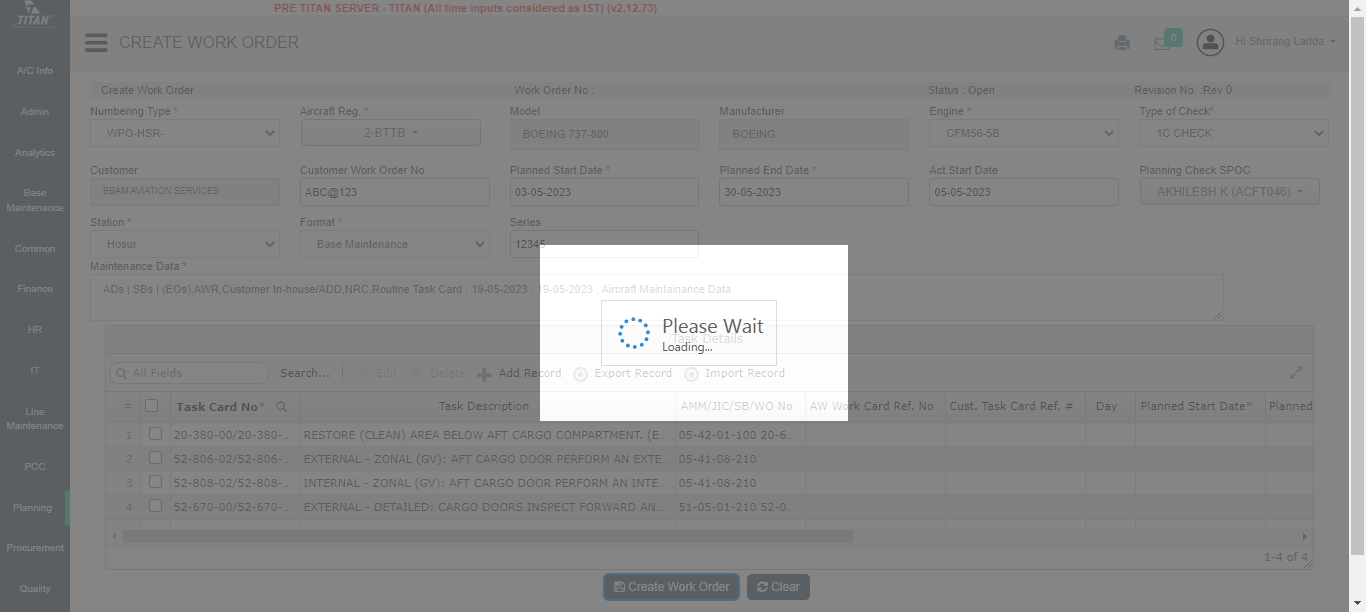 PRE TITAN SERVER - TITAN (All time inputs considered as IST) (v2.12.73)
TITAN
CREATE WORK ORDER
0
Hi Shrirang Ladda
A/C Info
Admin
Analytics
Base
Maintenance
Common
Finance
HR
IT
Line
Maintenance
PCC
Planning
Procurement
Quality
Create Work Order Work Order No : Status : Open Revision No. :Rev 0
Numbering Type * Aircraft Reg. * Model Manufacturer Engine * Type of Check*
WPO-HSR- 2-BTTB BOEING 737-800 BOEING CFM56-5B 1C CHECK
Customer Customer Work Order No. Planned Start Date * Planned End Date * Act.Start Date Planning Check SPOC
BBAM AVIATION SERVICES ABC@123 03-05-2023 30-05-2023 05-05-2023 AKHILESH K (ACFT046)
Station * Format * Series
Hosur Base Maintenance 12345
Maintenance Data *
ADs | SBs | (EOs),AWR,Customer In-house/ADD,NRC,Routine Task Card , 19-05-2023 , 19-05-2023 , Aircraft Maintainance Data
Please Wait
Loading...
Task Details
All Fields Search... Edit Delete Add Record Export Record Import Record
# Task Card No* Task Description AMM/JIC/SB/WO No AW Work Card Ref. No Cust. Task Card Ref. # Day Planned Start Date* Planned
1 20-380-00/20-380-... RESTORE (CLEAN) AREA BELOW AFT CARGO COMPARTMENT. (E... 05-42-01-100 20-6...
2 52-806-02/52-806-... EXTERNAL - ZONAL (GV): AFT CARGO DOOR PERFORM AN EXTE... 05-41-08-210
3 52-808-02/52-808-... INTERNAL - ZONAL (GV): AFT CARGO DOOR PERFORM AN INTE... 05-41-08-210
4 52-670-00/52-670-... EXTERNAL - DETAILED: CARGO DOORS INSPECT FORWARD AN... 51-05-01-210 52-0...
1-4 of 4
Create Work Order Clear